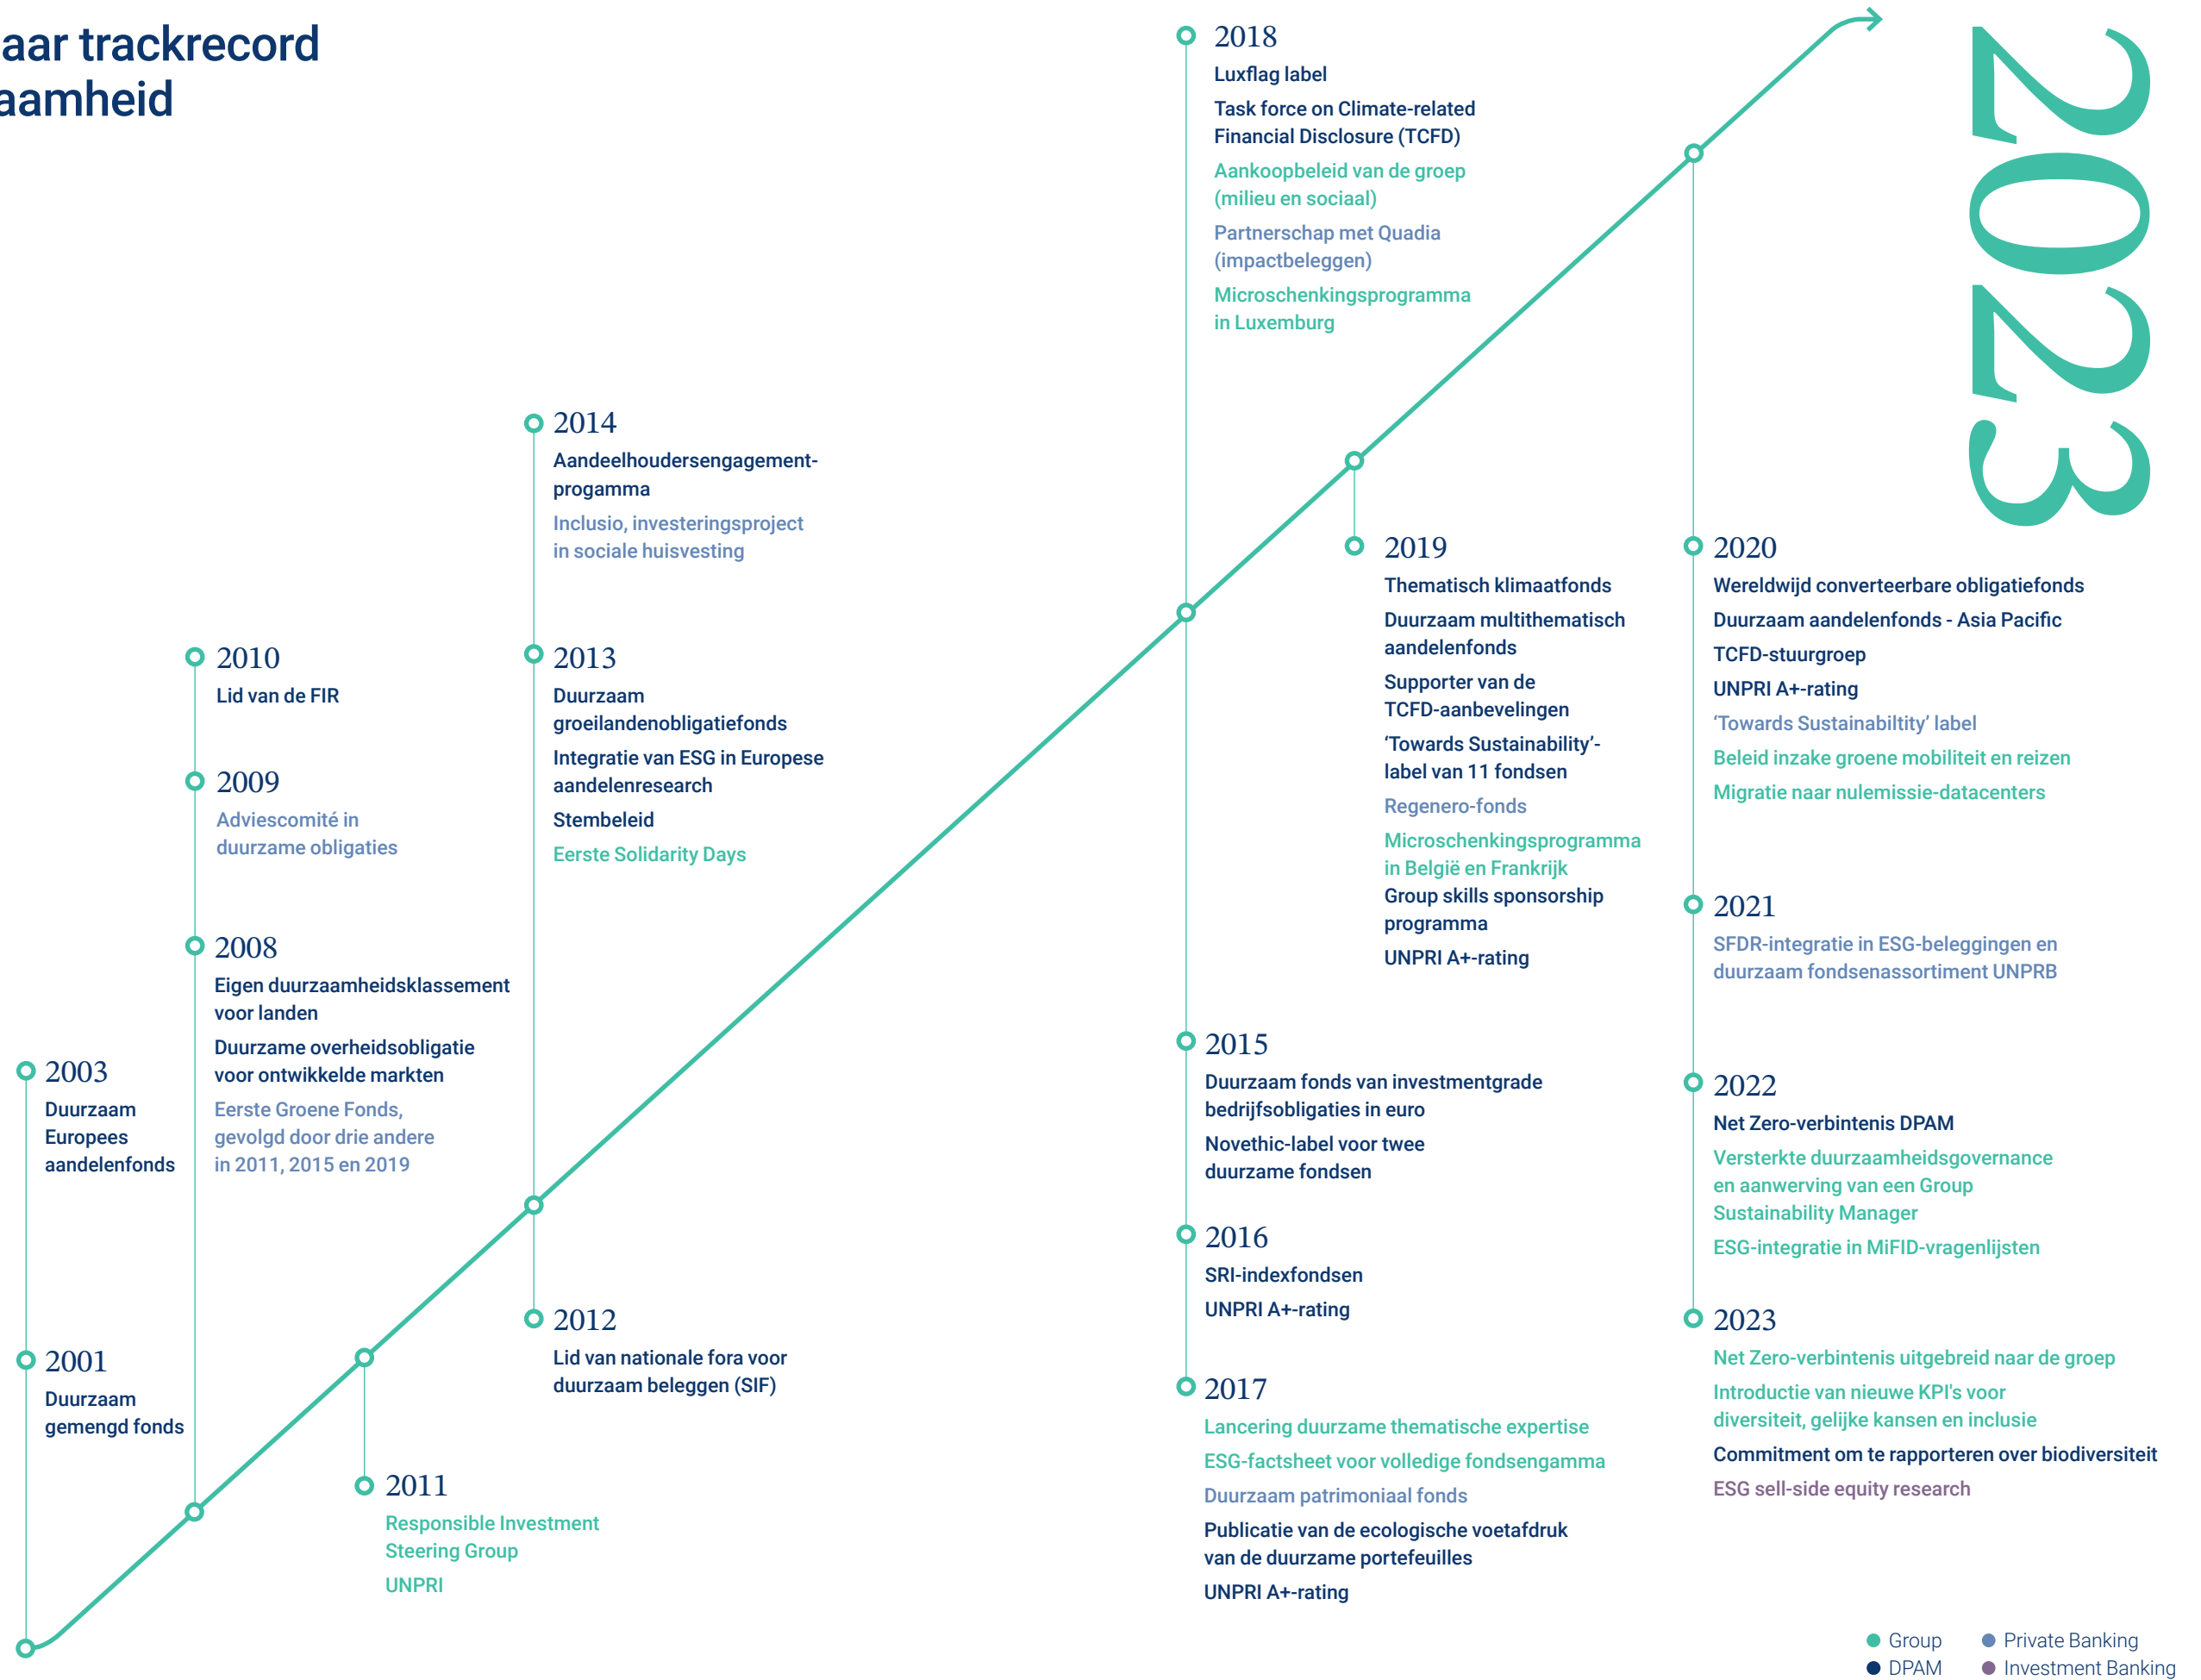 aar trackrecord
aamheid
2003
Duurzaam
Europees
aandelenfonds
2001
Duurzaam
gemengd fonds
2010
Lid van de FIR
2009
Adviescomité in
duurzame obligaties
2008
Eigen duurzaamheidsklassement
voor landen
Duurzame overheidsobligatie
voor ontwikkelde markten
Eerste Groene Fonds,
gevolgd door drie andere
in 2011, 2015 en 2019
2011
Responsible Investment
Steering Group
UNPRI
2014
Aandeelhoudersengagement-
progamma
Inclusio, investeringsproject
in sociale huisvesting
2013
Duurzaam
groeilandenobligatiefonds
Integratie van ESG in Europese
aandelenresearch
Stembeleid
Eerste Solidarity Days
2012
Lid van nationale fora voor
duurzaam beleggen (SIF)
2018
Luxflag label
Task force on Climate-related
Financial Disclosure (TCFD)
Aankoopbeleid van de groep
(milieu en sociaal)
Partnerschap met Quadia
(impactbeleggen)
Microschenkingsprogramma
in Luxemburg
2015
Duurzaam fonds van investmentgrade
bedrijfsobligaties in euro
Novethic-label voor twee
duurzame fondsen
2016
SRI-indexfondsen
UNPRI A+-rating
2017
Lancering duurzame thematische expertise
ESG-factsheet voor volledige fondsengamma
Duurzaam patrimoniaal fonds
Publicatie van de ecologische voetafdruk
van de duurzame portefeuilles
UNPRI A+-rating
2019
Thematisch klimaatfonds
Duurzaam multithematisch
aandelenfonds
Supporter van de
TCFD-aanbevelingen
‘Towards Sustainability’-
label van 11 fondsen
Regenero-fonds
Microschenkingsprogramma
in België en Frankrijk
Group skills sponsorship
programma
UNPRI A+-rating
2023
2020
Wereldwijd converteerbare obligatiefonds
Duurzaam aandelenfonds - Asia Pacific
TCFD-stuurgroep
UNPRI A+-rating
‘Towards Sustainabiltity’ label
Beleid inzake groene mobiliteit en reizen
Migratie naar nulemissie-datacenters
2021
SFDR-integratie in ESG-beleggingen en
duurzaam fondsenassortiment UNPRB
2022
Net Zero-verbintenis DPAM
Versterkte duurzaamheidsgovernance
en aanwerving van een Group
Sustainability Manager
ESG-integratie in MiFID-vragenlijsten
2023
Net Zero-verbintenis uitgebreid naar de groep
Introductie van nieuwe KPI's voor
diversiteit, gelijke kansen en inclusie
Commitment om te rapporteren over biodiversiteit
ESG sell-side equity research
Group
Private Banking
DPAM
Investment Banking